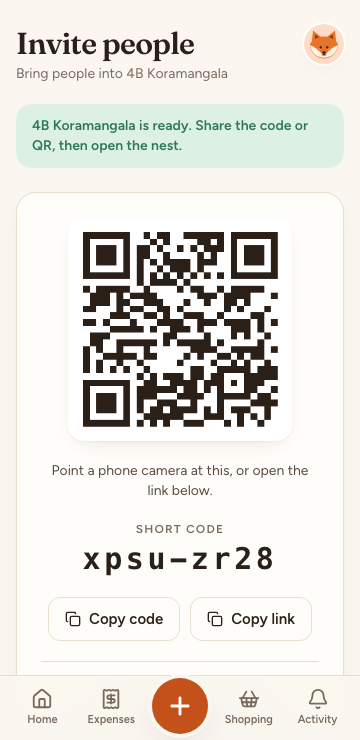 Invite people
Bring people into 4B Koramangala
4B Koramangala is ready. Share the code or
QR, then open the nest.
Point a phone camera at this, or open the
link below.
SHORT CODE
xpsu-zr28
Copy code
Copy link
Home
Expenses
Shopping
Activity